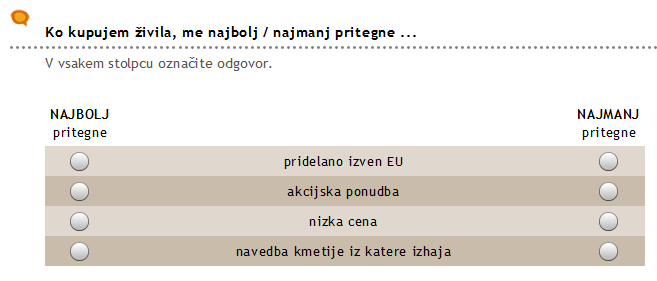 Ko kupujem živila, me najbolj / najmanj pritegne ...
V vsakem stolpcu označite odgovor.
NAJBOLJ
pritegne
NAJMANJ
pritegne
pridelano izven EU
akcijska ponudba
nizka cena
navedba kmetije iz katere izhaja